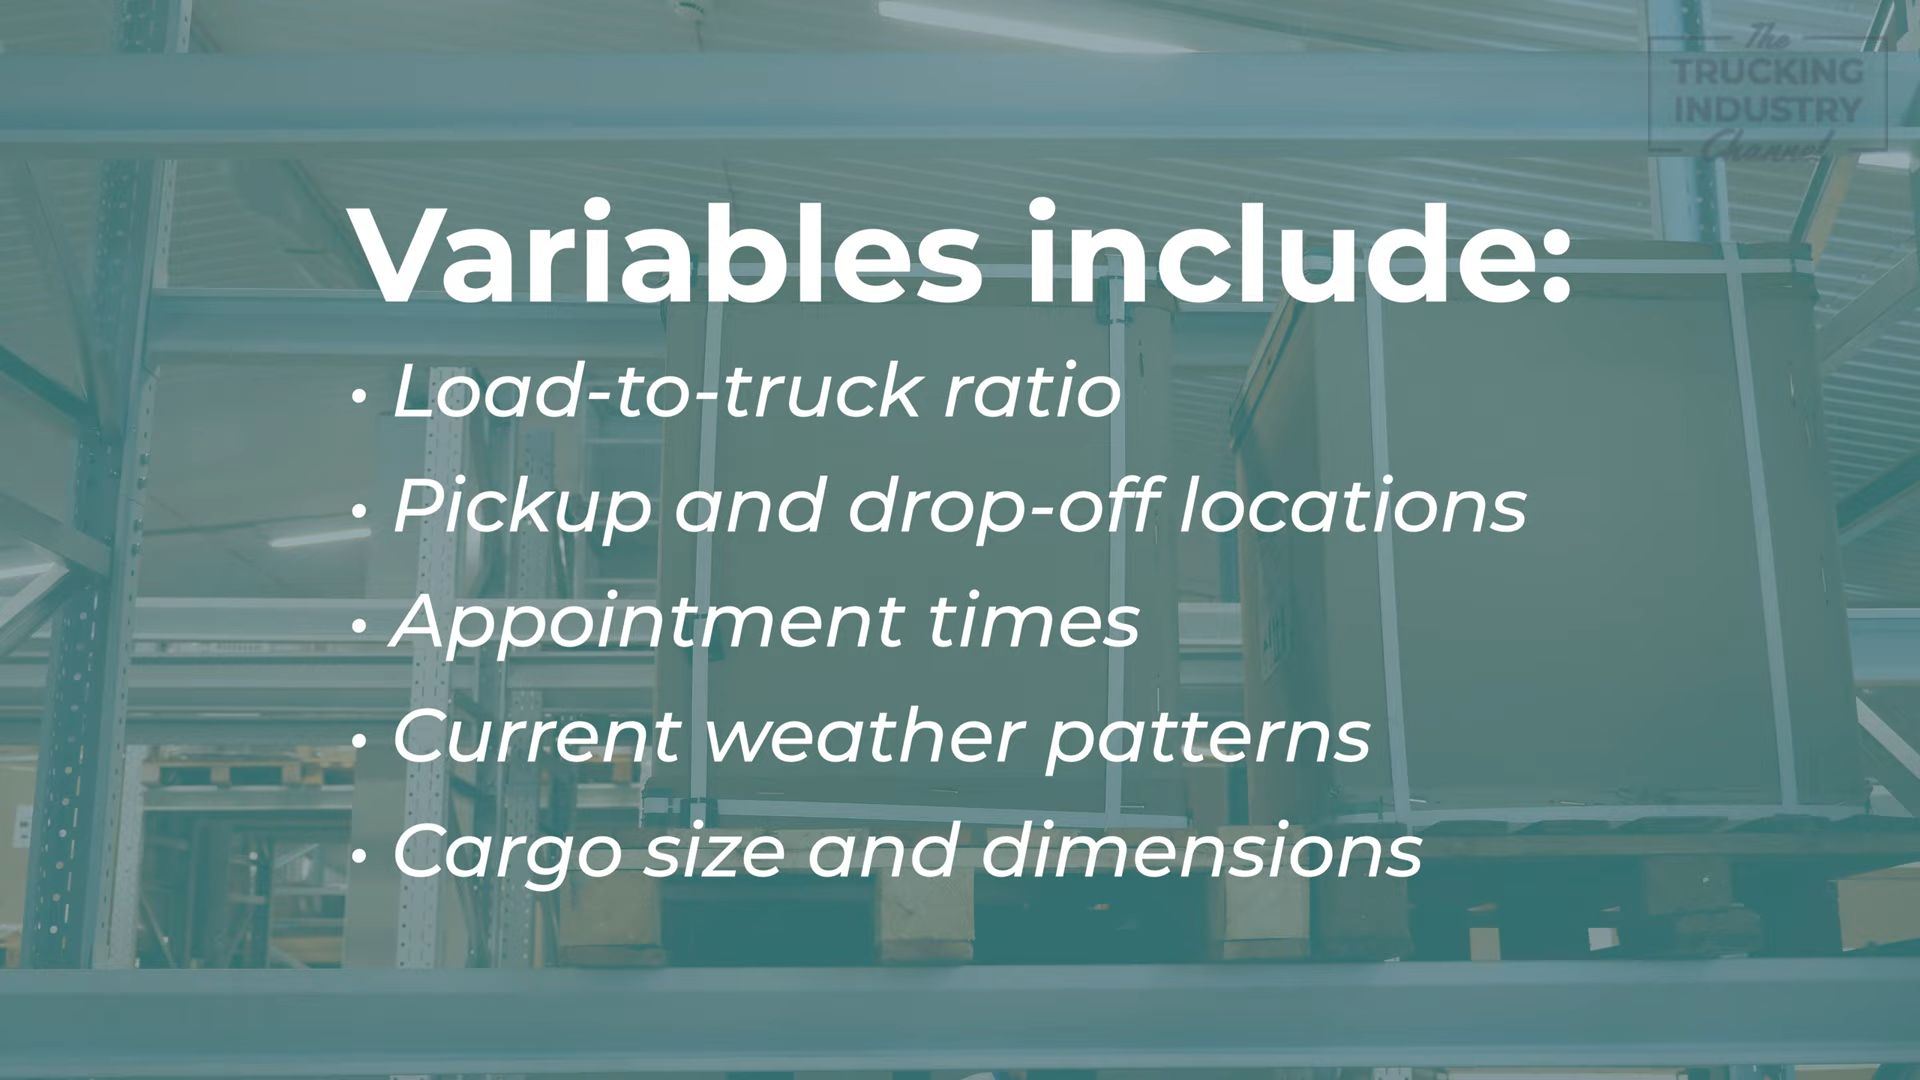 The
TRUCKING
INDUSTRY
Channel
Variables include:
• Load-to-truck ratio
• Pickup and drop-off locations
• Appointment times
• Current weather patterns
• Cargo size and dimensions